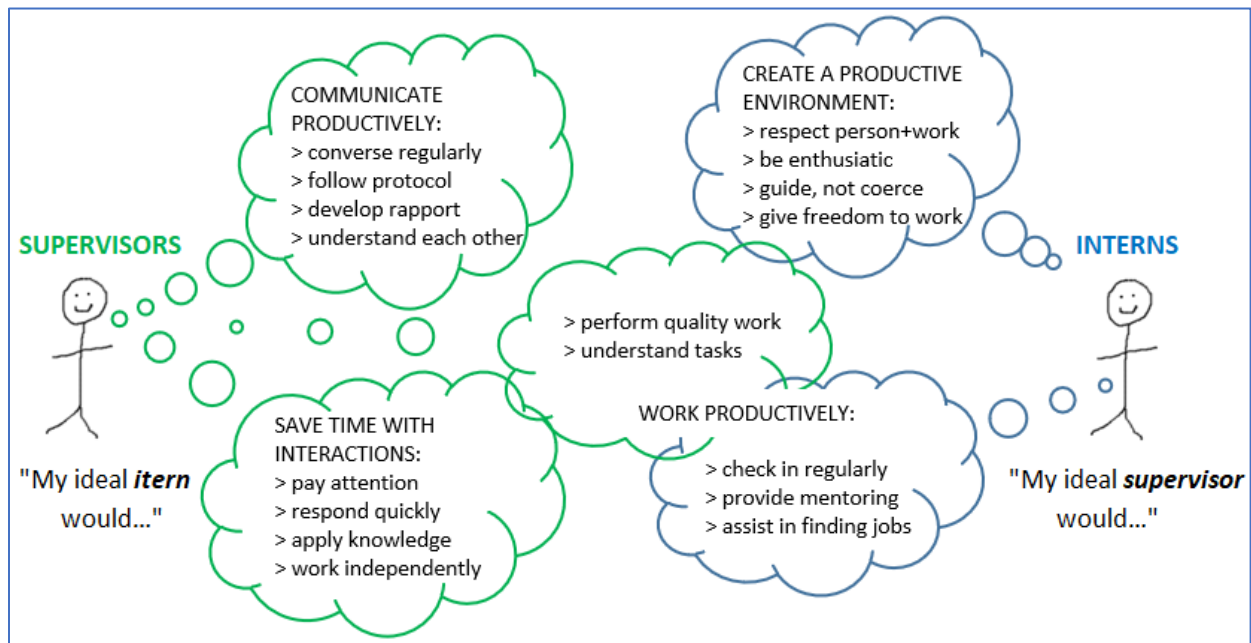 COMMUNICATE
PRODUCTIVELY:
> converse regularly
> follow protocol
> develop rapport
> understand each other
CREATE A PRODUCTIVE
ENVIRONMENT:
> respect person+work
> be enthusiatic
> guide, not coerce
> give freedom to work
SUPERVISORS
INTERNS
> perform quality work
> understand tasks
SAVE TIME WITH
INTERACTIONS:
> pay attention
> respond quickly
> apply knowledge
> work independently
WORK PRODUCTIVELY:
> check in regularly
> provide mentoring
> assist in finding jobs
"My ideal itern
would..."
"My ideal supervisor
would..."